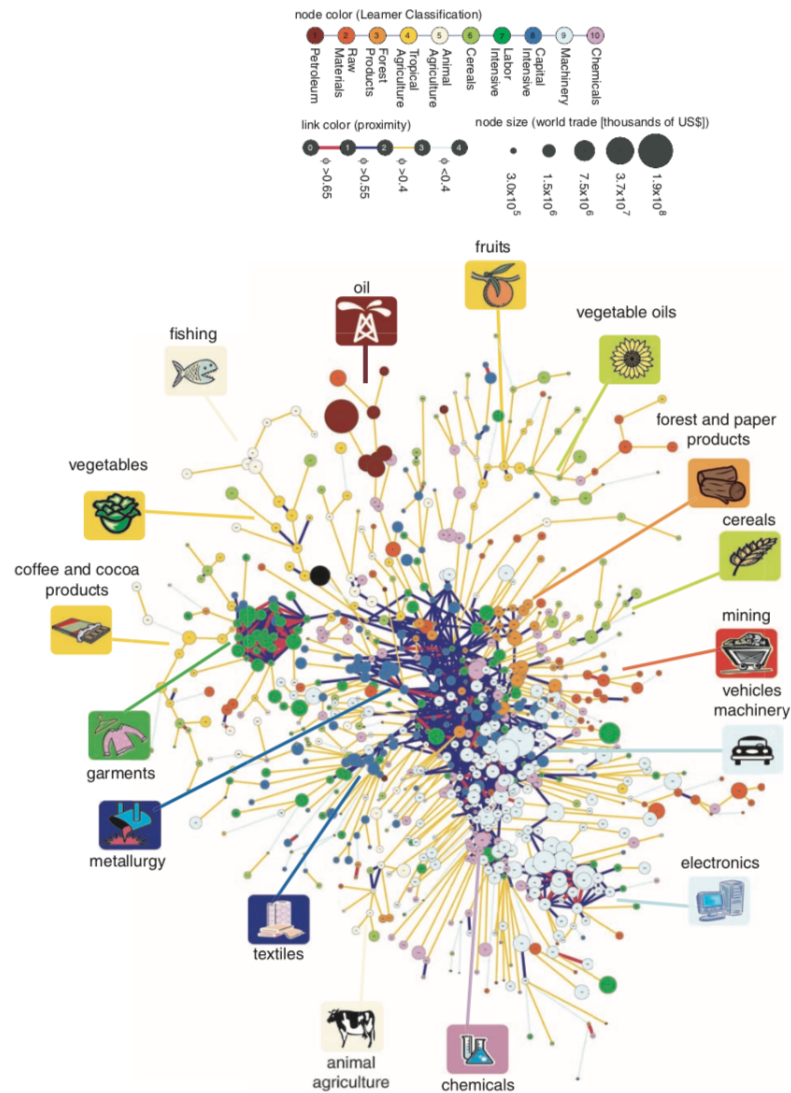 node color (Leamer Classification)
1 2 3 4 5 6 7 8 9 10
Petroleum
Raw
Materials
Forest
Products
Tropical
Agriculture
Animal
Agriculture
Cereals
Labor
Intensive
Capital
Intensive
Machinery
Chemicals
link color (proximity)
0 1 2 3 4
ϕ>0.65
ϕ>0.55
ϕ>0.4
ϕ<0.4
node size (world trade [thousands of US$])
3.0x10^5
1.5x10^6
7.5x10^6
3.7x10^7
1.9x10^8
fruits
oil
vegetable oils
fishing
forest and paper
products
vegetables
cereals
coffee and cocoa
products
mining
vehicles
machinery
garments
metallurgy
electronics
textiles
animal
agriculture
chemicals